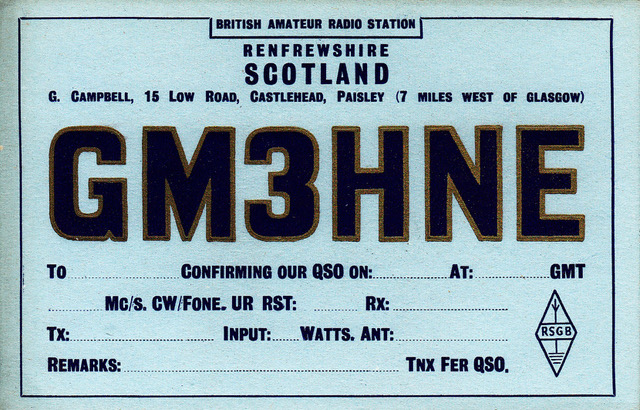 BRITISH AMATEUR RADIO STATION
RENFREWSHIRE
SCOTLAND
G. CAMPBELL, 15 LOW ROAD, CASTLEHEAD, PAISLEY (7 MILES WEST OF GLASGOW)
GM3HNE
TO CONFIRMING OUR QSO ON: AT: GMT
MC/S. CW/FONE. UR RST: RX:
TX: INPUT: WATTS. ANT:
RSGB
REMARKS: TNX FER QSO.